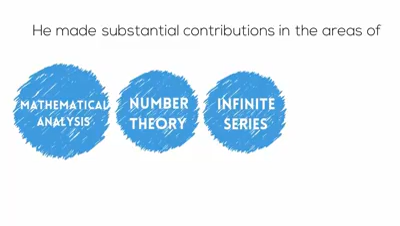 He made substantial contributions in the areas of
MATHEMATICAL
ANALYSIS
NUMBER
THEORY
INFINITE
SERIES